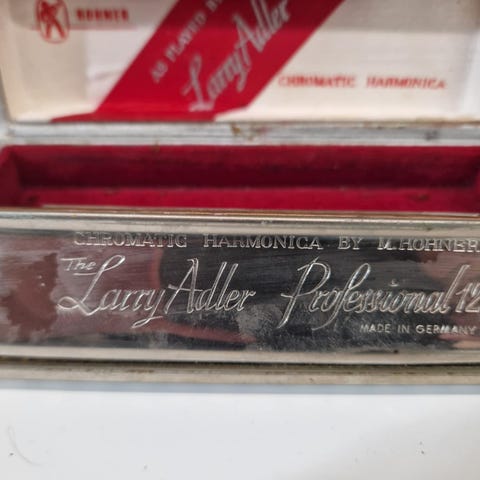 HOHNER
AS PLAYED BY
Larry Adler
CHROMATIC HARMONICA
CHROMATIC HARMONICA BY M. HOHNER
The
Larry Adler Professional 12
MADE IN GERMANY